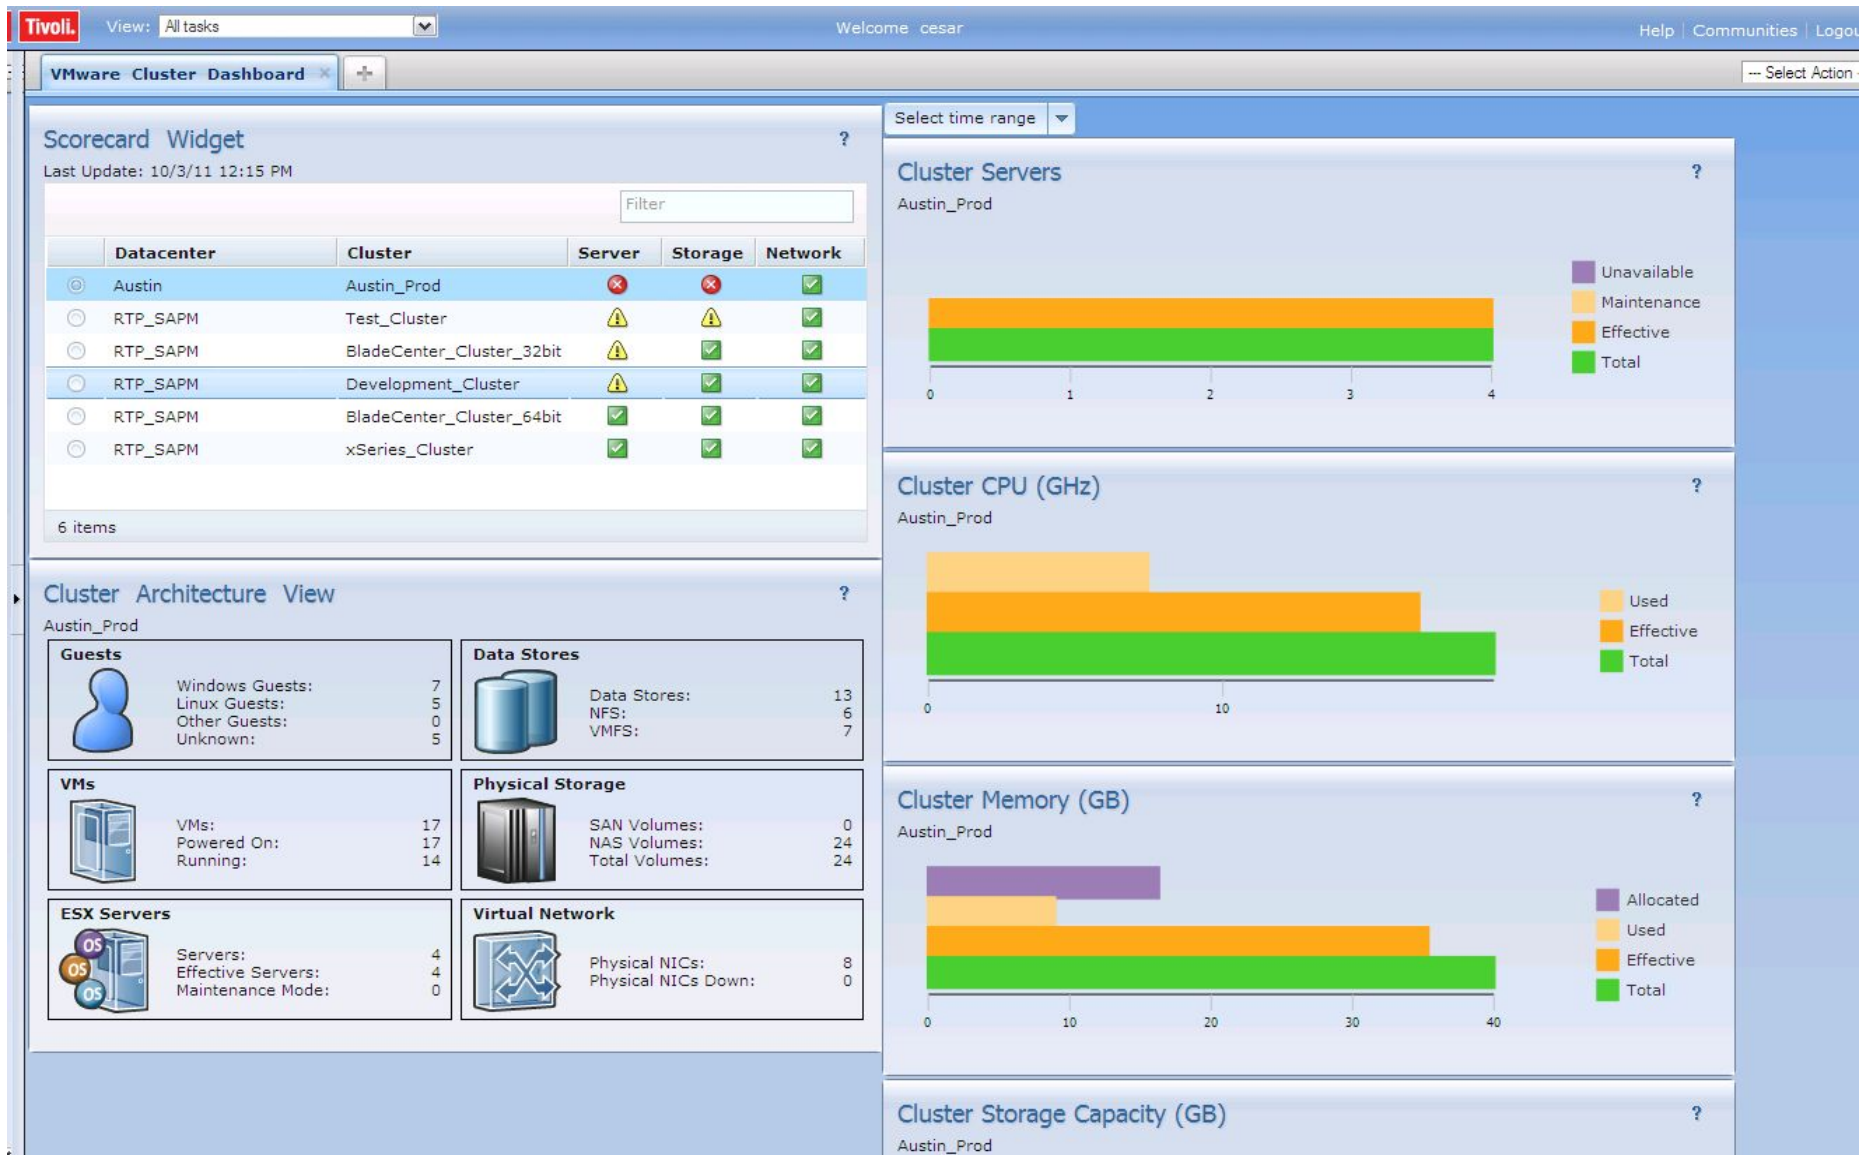 Tivoli. View: All tasks Welcome cesar Help | Communities | Logou
VMware Cluster Dashboard --- Select Action -
Scorecard Widget ?
Last Update: 10/3/11 12:15 PM
Filter
Datacenter Cluster Server Storage Network
Austin Austin_Prod
RTP_SAPM Test_Cluster
RTP_SAPM BladeCenter_Cluster_32bit
RTP_SAPM Development_Cluster
RTP_SAPM BladeCenter_Cluster_64bit
RTP_SAPM xSeries_Cluster
6 items
Cluster Architecture View ?
Austin_Prod
Guests
Windows Guests: 7
Linux Guests: 5
Other Guests: 0
Unknown: 5
Data Stores
Data Stores: 13
NFS: 6
VMFS: 7
VMs
VMs: 17
Powered On: 17
Running: 14
Physical Storage
SAN Volumes: 0
NAS Volumes: 24
Total Volumes: 24
ESX Servers
OS
OS
OS
Servers: 4
Effective Servers: 4
Maintenance Mode: 0
Virtual Network
Physical NICs: 8
Physical NICs Down: 0
Select time range
Cluster Servers ?
Austin_Prod
Unavailable
Maintenance
Effective
Total
0 1 2 3 4
Cluster CPU (GHz) ?
Austin_Prod
Used
Effective
Total
0 10
Cluster Memory (GB) ?
Austin_Prod
Allocated
Used
Effective
Total
0 10 20 30 40
Cluster Storage Capacity (GB) ?
Austin_Prod